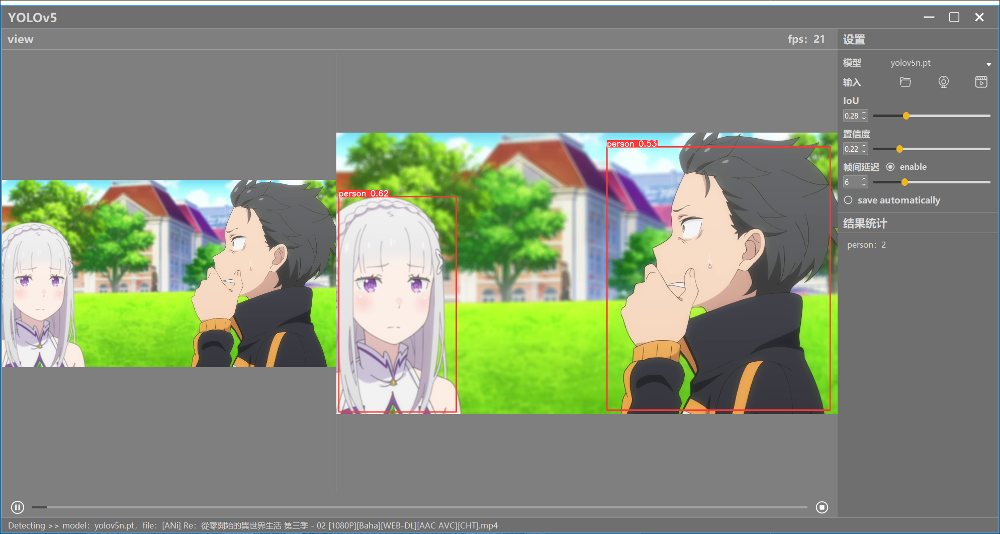 YOLOv5
view
fps: 21
设置
模型 yolov5n.pt
输入
IoU
0.28
置信度
0.22
帧间延迟 enable
6
save automatically
结果统计
person: 2
person 0.62
person 0.53
Detecting >> model: yolov5n.pt, file: [ANi] Re: 從零開始的異世界生活 第三季 - 02 [1080P][Baha][WEB-DL][AAC AVC][CHT].mp4